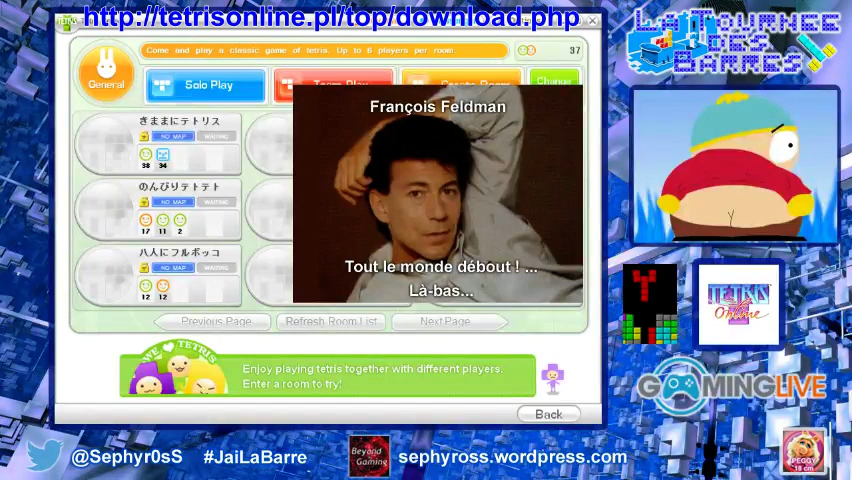 http://tetrisonline.pl/top/download.php
Come and play a classic game of tetris. Up to 6 players per room.
37
General
Solo Play
Team Play
Create Room
Change
きままにテトリス
NO MAP
WAITING
38 34
のんびりテトテト
NO MAP
WAITING
17 11 2
八人にフルボッコ
NO MAP
WAITING
12 12
François Feldman
Tout le monde débout ! ...
Là-bas...
Previous Page
Refresh Room List
Next Page
WE TETRIS
Enjoy playing tetris together with different players.
Enter a room to try!
Back
La Tournée
Des
Barres
TETRIS
Online
GAMING LIVE
@Sephyr0sS
#JaiLaBarre
Beyond
Gaming
sephyross.wordpress.com
PEGGY
18 cm